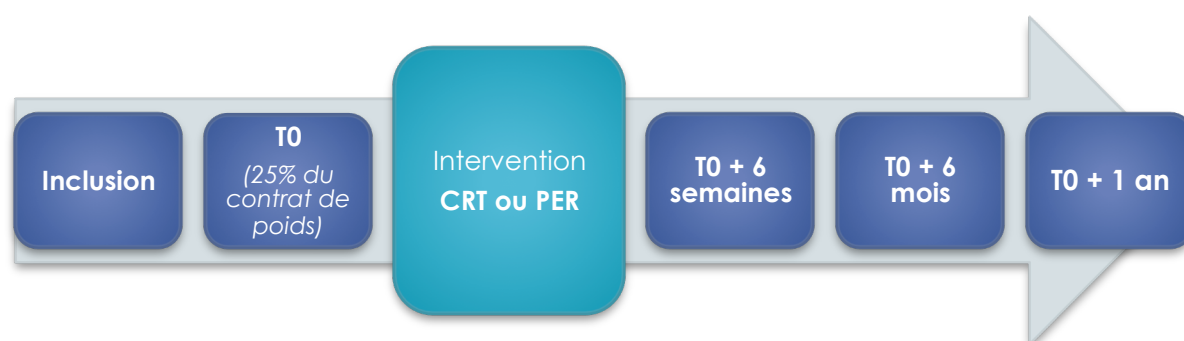 Inclusion
T0
(25% du
contrat de
poids)
Intervention
CRT ou PER
T0 + 6
semaines
T0 + 6
mois
T0 + 1 an